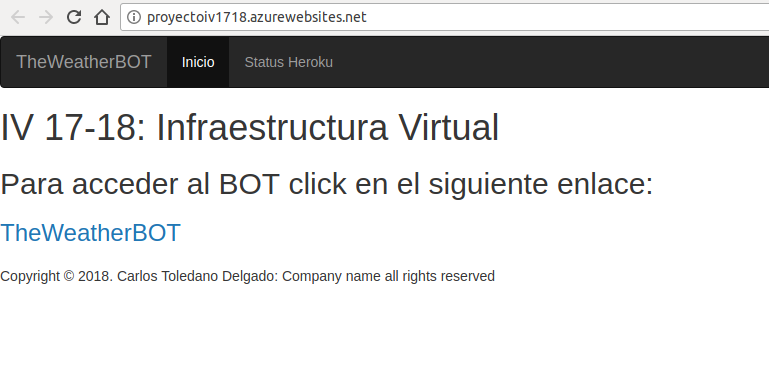 proyectoiv1718.azurewebsites.net
TheWeatherBOT Inicio Status Heroku
IV 17-18: Infraestructura Virtual
Para acceder al BOT click en el siguiente enlace:
TheWeatherBOT
Copyright © 2018. Carlos Toledano Delgado: Company name all rights reserved